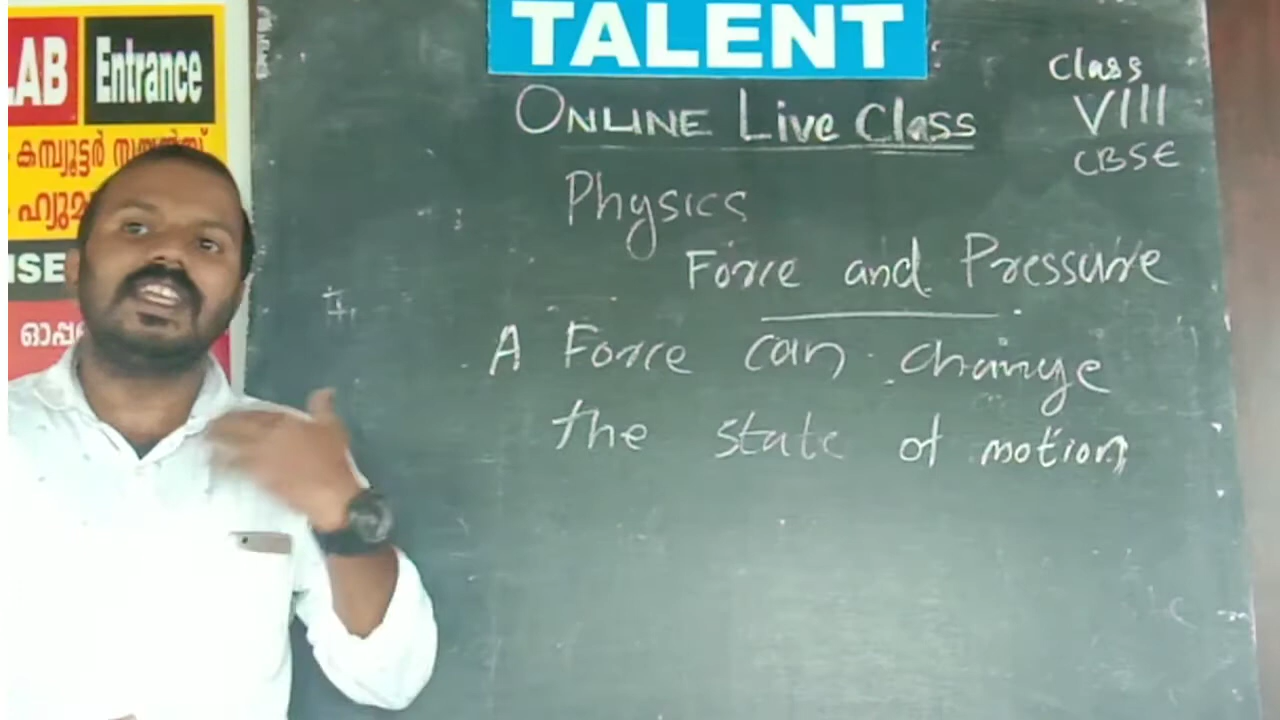 TALENT
LAB Entrance
കമ്പ്യൂട്ടർ സയൻസ്
ONLINE Live Class
Class
VIII
CBSE
Physics
Force and Pressure
A Force can change
the state of motion